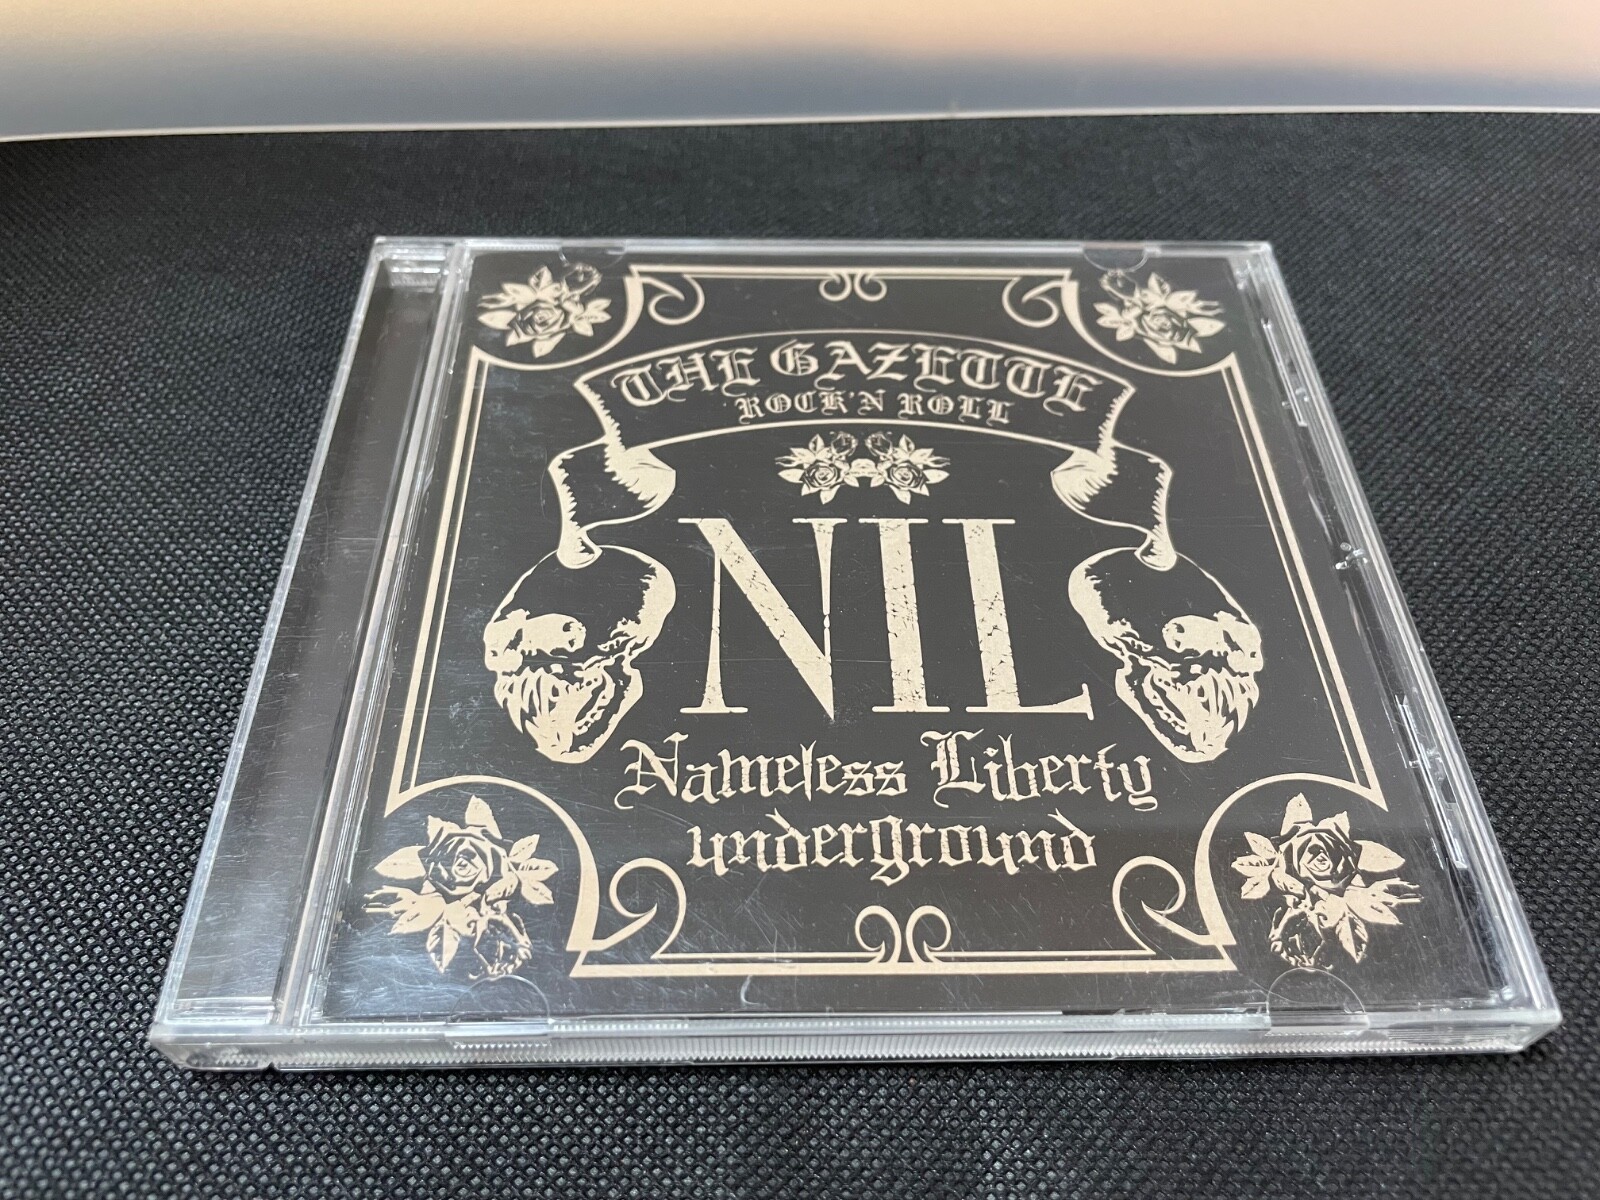 THE GAZETTE
ROCK'N ROLL
NIL
Nameless Liberty
underground